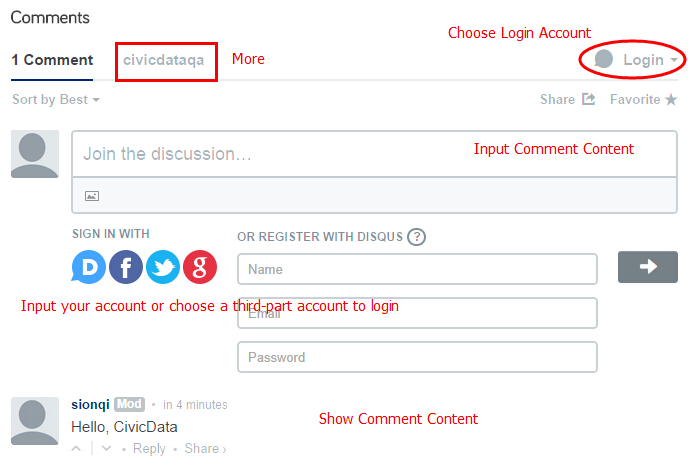 Comments
Choose Login Account
1 Comment civicdataqa More Login
Sort by Best Share Favorite
Join the discussion... Input Comment Content
SIGN IN WITH OR REGISTER WITH DISQUS ?
D f g Name
Input your account or choose a third-part account to login
Email
Password
sionqi Mod • in 4 minutes
Hello, CivicData Show Comment Content
• Reply • Share ›